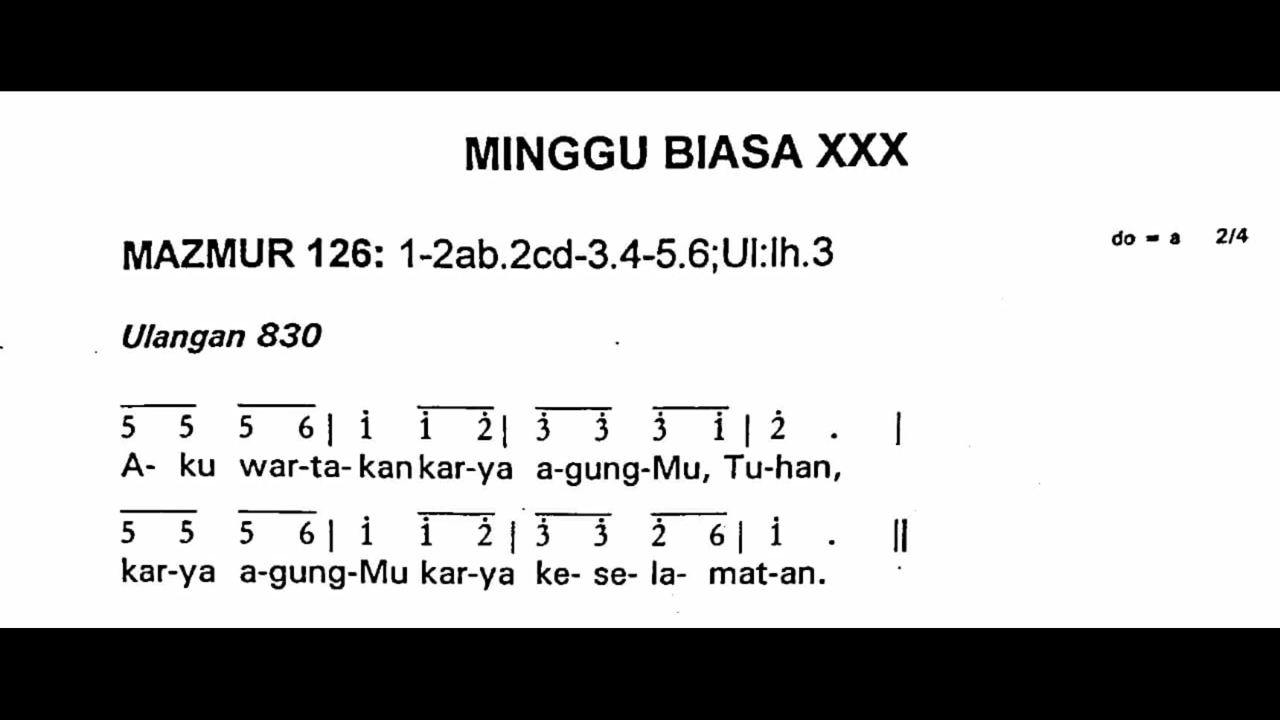 MINGGU BIASA XXX
MAZMUR 126: 1-2ab.2cd-3.4-5.6;Ul:lh.3
do = a 2/4
Ulangan 830
5 5 5 6 | i̇ i̇ 2̇ | 3̇ 3̇ 3̇ i̇ | 2̇ . |
A- ku war-ta-kan kar-ya a-gung-Mu, Tu-han,
5 5 5 6 | i̇ i̇ 2̇ | 3̇ 3̇ 2̇ 6 | i̇ . ||
kar-ya a-gung-Mu kar-ya ke- se- la- mat-an.